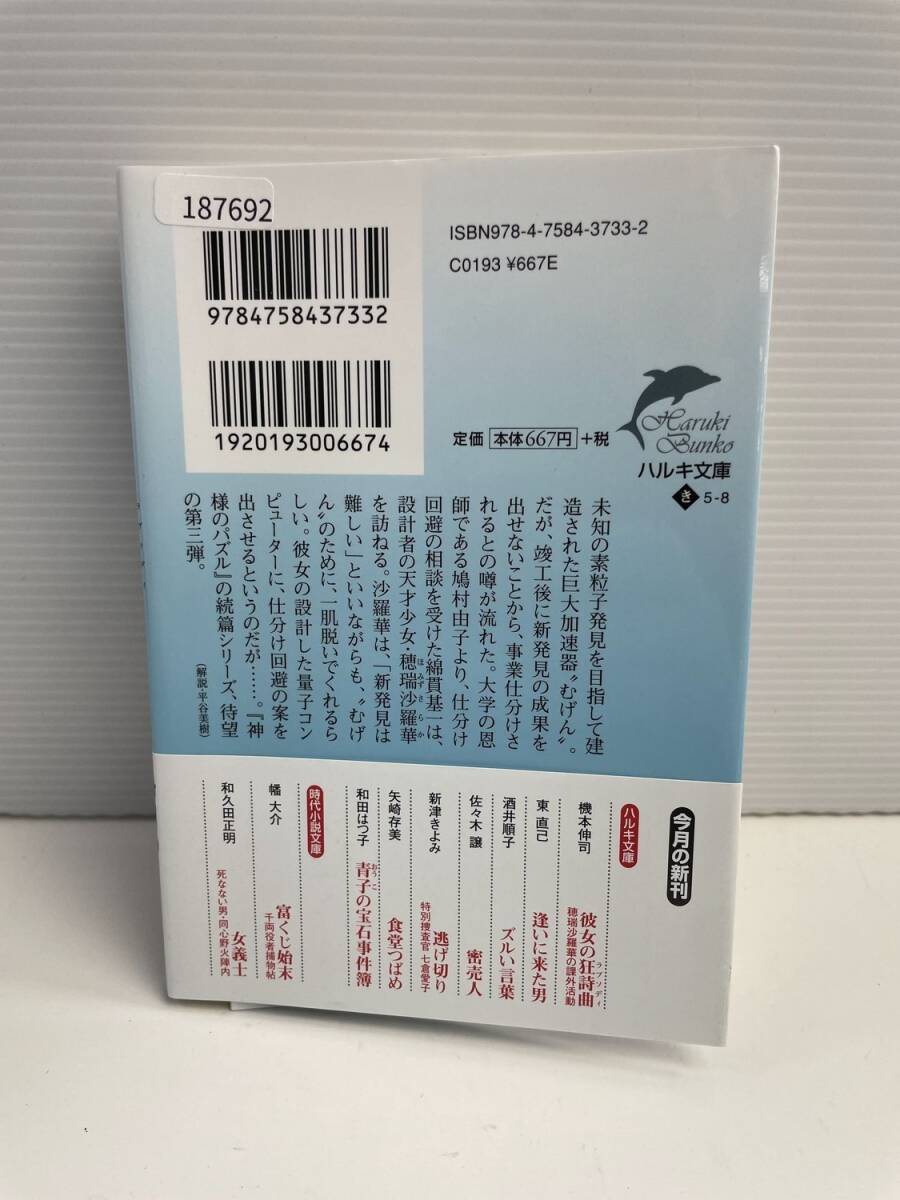 187692
9784758437332
1920193006674
ISBN978-4-7584-3733-2
C0193 ¥667E
定価 本体667円 +税
Haruki
Bunko
ハルキ文庫
き 5-8
未知の素粒子発見を目指して建
造された巨大加速器〝むげん〟。
だが、竣工後に新発見の成果を
出せないことから、事業仕分けさ
れるとの噂が流れた。大学の恩
師である鳩村由子より、仕分け
回避の相談を受けた綿貫基一は、
設計者の天才少女・穂瑞沙羅華
ほみずさらか
を訪ねる。沙羅華は、「新発見は
難しい」といいながらも、〝むげ
ん〟のために、一肌脱いでくれるら
しい。彼女の設計した量子コン
ピューターに、仕分け回避の案を
出させるというのだが……。『神
様のパズル』の続篇シリーズ、待望
の第三弾。
(解説・平谷美樹)
今月の新刊
ハルキ文庫
機本伸司 彼女の狂詩曲
ラプソディ
穂瑞沙羅華の課外活動
東 直己 逢いに来た男
酒井順子 ズルい言葉
佐々木 譲 密売人
新津きよみ 逃げ切り
特別捜査官 七倉愛子
矢崎存美 食堂つばめ
和田はつ子 青子の宝石事件簿
おうこ
時代小説文庫
幡 大介 富くじ始末
千両役者捕物帖
和久田正明 女義士
死なない男・同心野火陣内